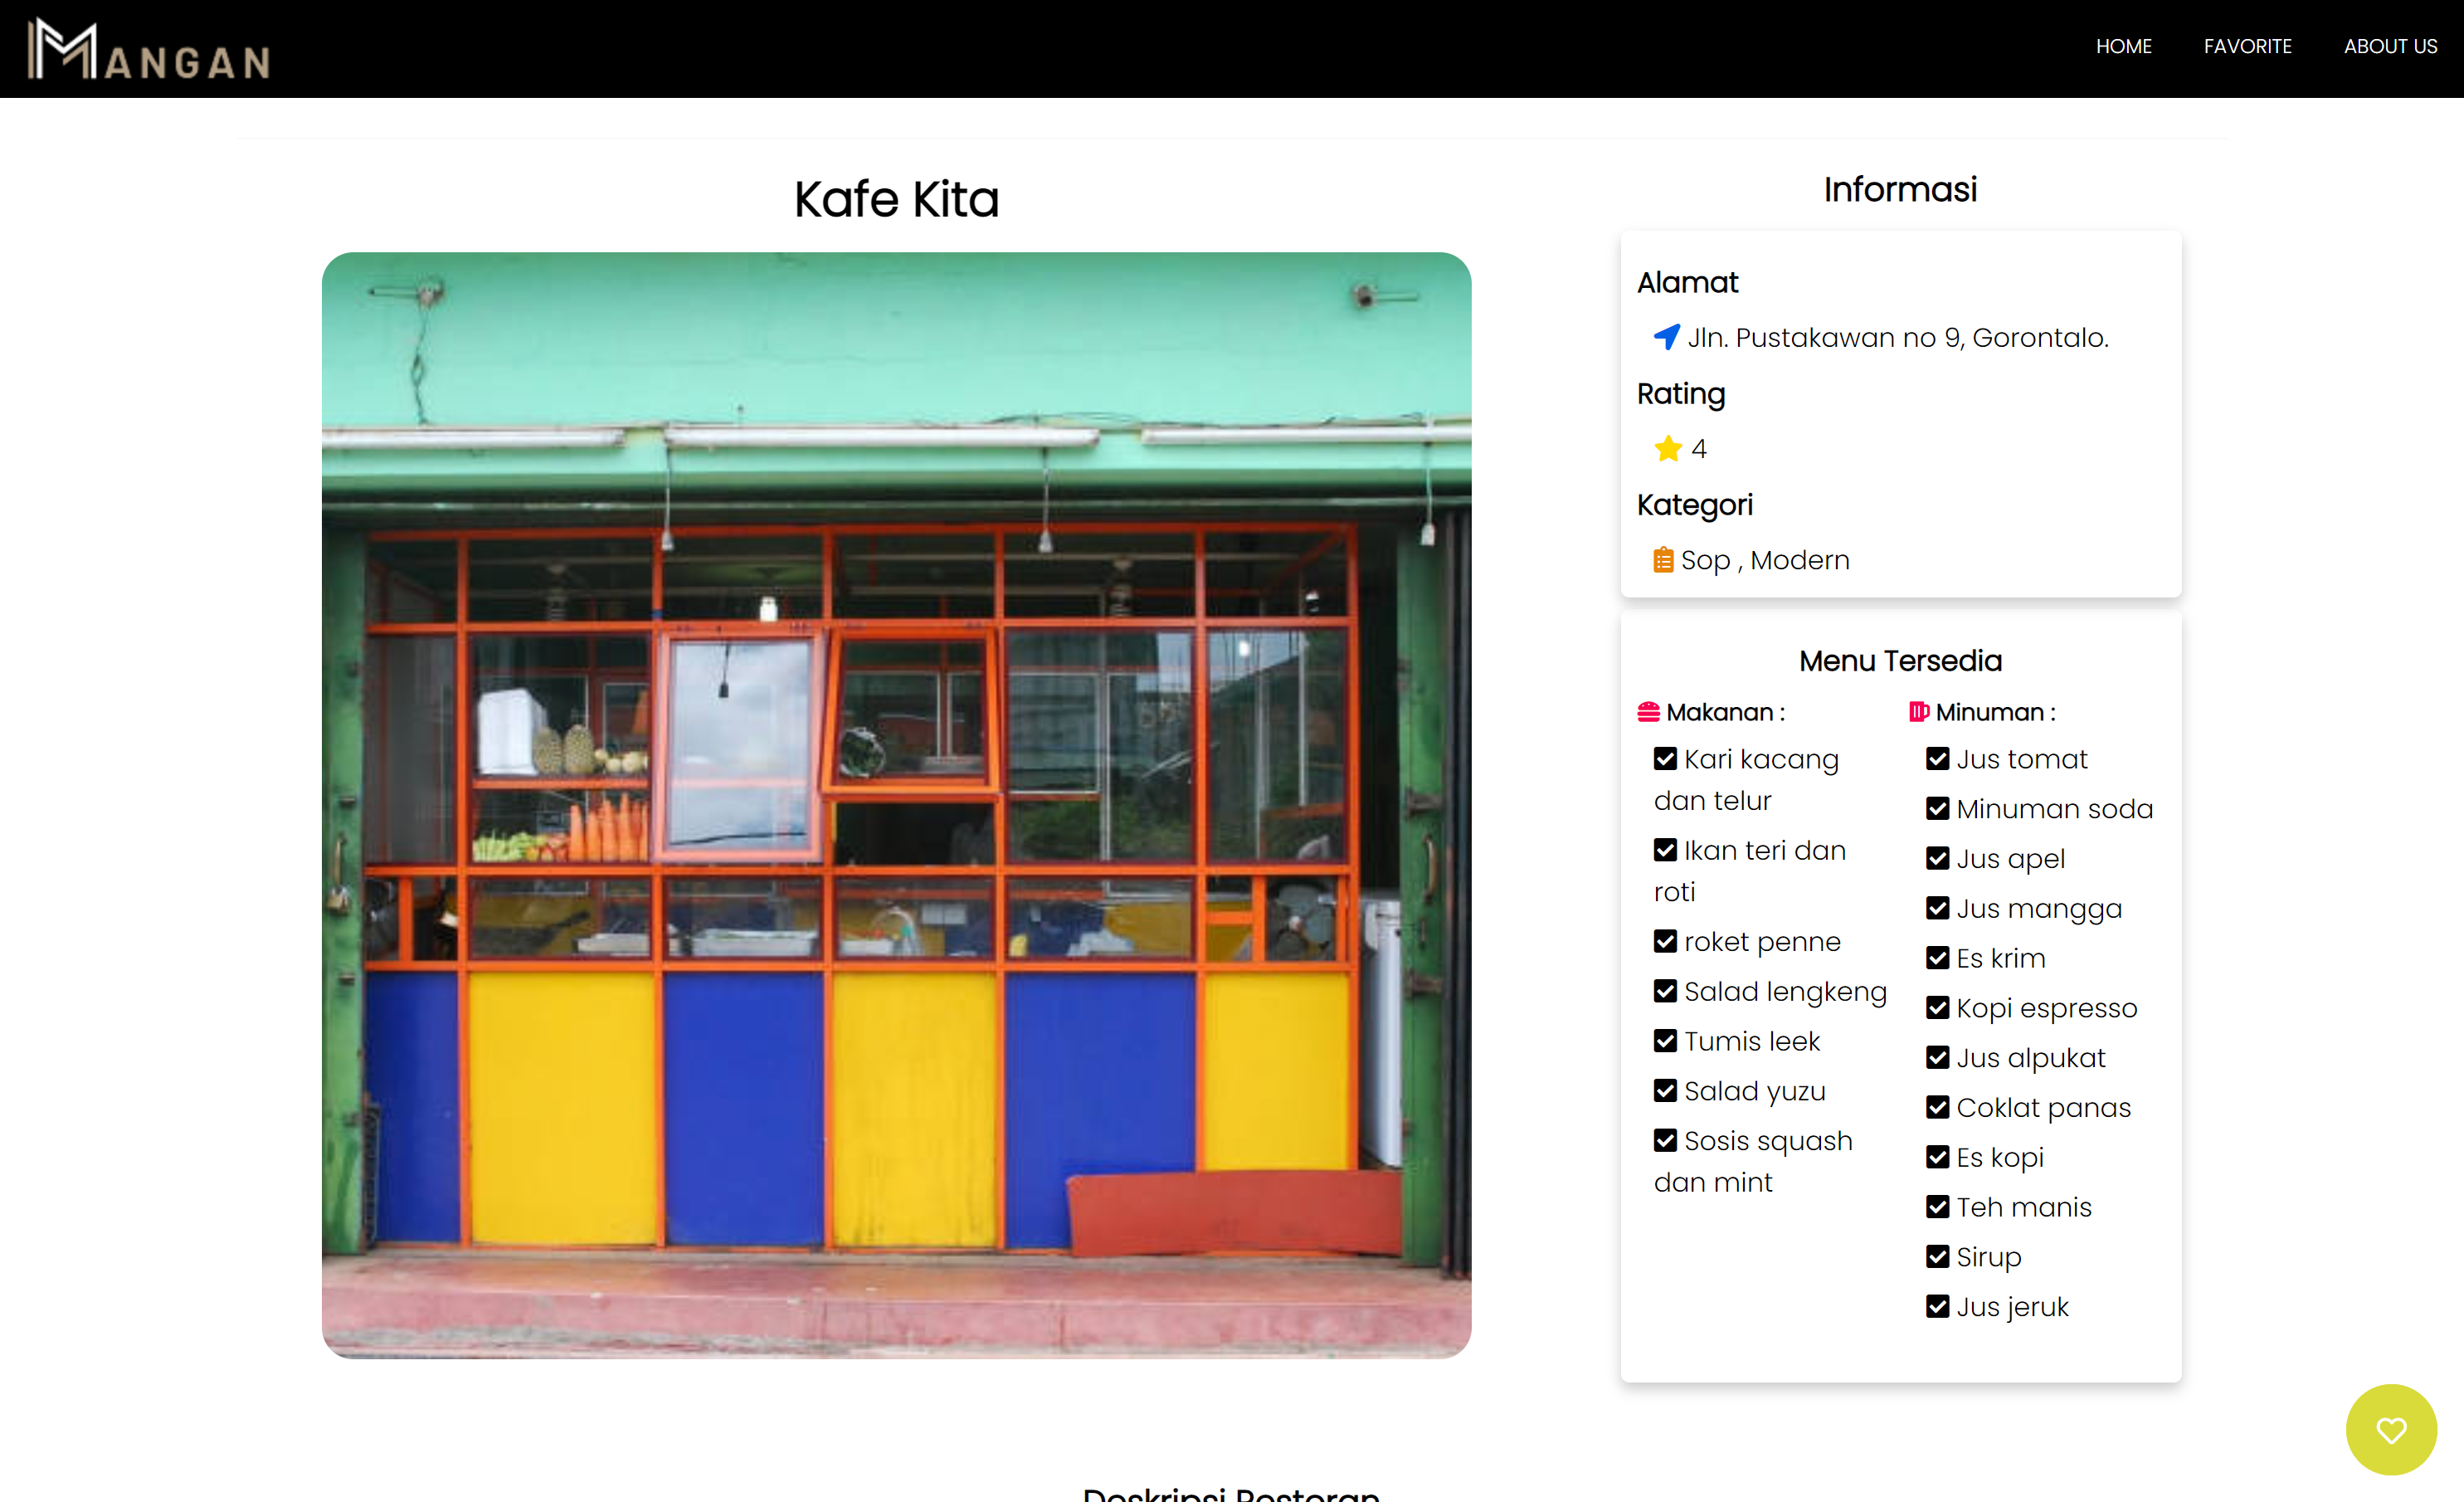 MANGAN
HOME FAVORITE ABOUT US
Kafe Kita
Informasi
Alamat
Jln. Pustakawan no 9, Gorontalo.
Rating
4
Kategori
Sop , Modern
Menu Tersedia
Makanan :
Kari kacang
dan telur
Ikan teri dan
roti
roket penne
Salad lengkeng
Tumis leek
Salad yuzu
Sosis squash
dan mint
Minuman :
Jus tomat
Minuman soda
Jus apel
Jus mangga
Es krim
Kopi espresso
Jus alpukat
Coklat panas
Es kopi
Teh manis
Sirup
Jus jeruk
Deskripsi Restoran